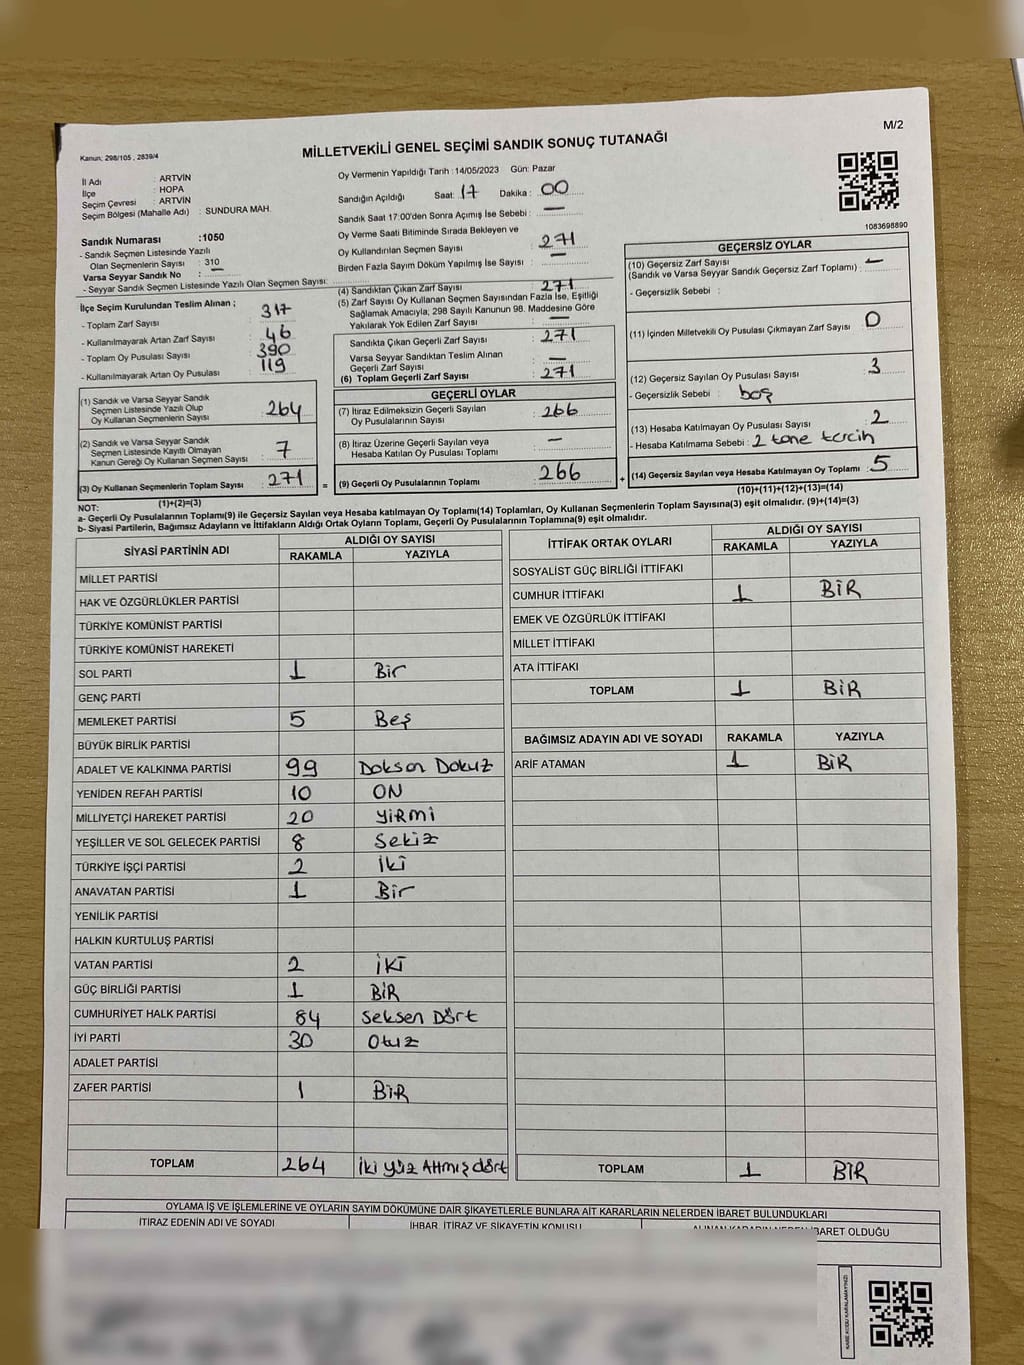 M/2
Kanun; 298/105 , 2839/4
MİLLETVEKİLİ GENEL SEÇİMİ SANDIK SONUÇ TUTANAĞI
İl Adı : ARTVİN
İlçe : HOPA
Seçim Çevresi : ARTVİN
Seçim Bölgesi (Mahalle Adı) : SUNDURA MAH.
Sandık Numarası :1050
- Sandık Seçmen Listesinde Yazılı
Olan Seçmenlerin Sayısı : 310
Varsa Seyyar Sandık No : —
- Seyyar Sandık Seçmen Listesinde Yazılı Olan Seçmen Sayısı:
Oy Vermenin Yapıldığı Tarih :14/05/2023 Gün: Pazar
Sandığın Açıldığı Saat: 17 Dakika : 00
Sandık Saat 17:00'den Sonra Açımış İse Sebebi : —
Oy Verme Saati Bitiminde Sırada Bekleyen ve
Oy Kullandırılan Seçmen Sayısı : 271
Birden Fazla Sayım Döküm Yapılmış İse Sayısı : —
1083698890
İlçe Seçim Kurulundan Teslim Alınan ;
- Toplam Zarf Sayısı : 317
- Kullanılmayarak Artan Zarf Sayısı : 46
- Toplam Oy Pusulası Sayısı : 390
- Kullanılmayarak Artan Oy Pusulası : 119
(1) Sandık ve Varsa Seyyar Sandık
Seçmen Listesinde Yazılı Olup
Oy Kullanan Seçmenlerin Sayısı : 264
(2) Sandık ve Varsa Seyyar Sandık
Seçmen Listesinde Kayıtlı Olmayan
Kanun Gereği Oy Kullanan Seçmen Sayısı : 7
(3) Oy Kullanan Seçmenlerin Toplam Sayısı : 271
(1)+(2)=(3)
(4) Sandıktan Çıkan Zarf Sayısı : 271
(5) Zarf Sayısı Oy Kullanan Seçmen Sayısından Fazla İse, Eşitliği
Sağlamak Amacıyla; 298 Sayılı Kanunun 98. Maddesine Göre
Yakılarak Yok Edilen Zarf Sayısı : —
Sandıkta Çıkan Geçerli Zarf Sayısı : 271
Varsa Seyyar Sandıktan Teslim Alınan
Geçerli Zarf Sayısı : —
(6) Toplam Geçerli Zarf Sayısı : 271
GEÇERLİ OYLAR
(7) İtiraz Edilmeksizin Geçerli Sayılan
Oy Pusulalarının Sayısı : 266
(8) İtiraz Üzerine Geçerli Sayılan veya
Hesaba Katılan Oy Pusulası Toplamı : —
= (9) Geçerli Oy Pusulalarının Toplamı : 266 +
GEÇERSİZ OYLAR
(10) Geçersiz Zarf Sayısı
(Sandık ve Varsa Seyyar Sandık Geçersiz Zarf Toplamı) : —
- Geçersizlik Sebebi :
(11) İçinden Milletvekili Oy Pusulası Çıkmayan Zarf Sayısı : 0
(12) Geçersiz Sayılan Oy Pusulası Sayısı : 3
- Geçersizlik Sebebi : boş
(13) Hesaba Katılmayan Oy Pusulası Sayısı : 2
- Hesaba Katılmama Sebebi : 2 tane tercih
(14) Geçersiz Sayılan veya Hesaba Katılmayan Oy Toplamı : 5
(10)+(11)+(12)+(13)=(14)
NOT:
a- Geçerli Oy Pusulalarının Toplamı(9) ile Geçersiz Sayılan veya Hesaba katılmayan Oy Toplamı(14) Toplamları, Oy Kullanan Seçmenlerin Toplam Sayısına(3) eşit olmalıdır. (9)+(14)=(3)
b- Siyasi Partilerin, Bağımsız Adayların ve İttifakların Aldığı Ortak Oyların Toplamı, Geçerli Oy Pusulalarının Toplamına(9) eşit olmalıdır.
SİYASİ PARTİNİN ADI ALDIĞI OY SAYISI
RAKAMLA YAZIYLA
MİLLET PARTİSİ
HAK VE ÖZGÜRLÜKLER PARTİSİ
TÜRKİYE KOMÜNİST PARTİSİ
TÜRKİYE KOMÜNİST HAREKETİ
SOL PARTİ 1 Bir
GENÇ PARTİ
MEMLEKET PARTİSİ 5 Beş
BÜYÜK BİRLİK PARTİSİ
ADALET VE KALKINMA PARTİSİ 99 Dokson Dokuz
YENİDEN REFAH PARTİSİ 10 ON
MİLLİYETÇİ HAREKET PARTİSİ 20 yirmi
YEŞİLLER VE SOL GELECEK PARTİSİ 8 Sekiz
TÜRKİYE İŞÇİ PARTİSİ 2 İki
ANAVATAN PARTİSİ 1 Bir
YENİLİK PARTİSİ
HALKIN KURTULUŞ PARTİSİ
VATAN PARTİSİ 2 İKİ
GÜÇ BİRLİĞİ PARTİSİ 1 BİR
CUMHURİYET HALK PARTİSİ 84 Seksen Dört
İYİ PARTİ 30 Otuz
ADALET PARTİSİ
ZAFER PARTİSİ 1 BİR
TOPLAM 264 İki yüz Atmış dört
İTTİFAK ORTAK OYLARI ALDIĞI OY SAYISI
RAKAMLA YAZIYLA
SOSYALİST GÜÇ BİRLİĞİ İTTİFAKI
CUMHUR İTTİFAKI 1 BİR
EMEK VE ÖZGÜRLÜK İTTİFAKI
MİLLET İTTİFAKI
ATA İTTİFAKI
TOPLAM 1 BİR
BAĞIMSIZ ADAYIN ADI VE SOYADI RAKAMLA YAZIYLA
ARİF ATAMAN 1 BİR
TOPLAM 1 BİR
OYLAMA İŞ VE İŞLEMLERİNE VE OYLARIN SAYIM DÖKÜMÜNE DAİR ŞİKAYETLERLE BUNLARA AİT KARARLARIN NELERDEN İBARET BULUNDUKLARI
İTİRAZ EDENİN ADI VE SOYADI İHBAR, İTİRAZ VE ŞİKAYETİN KONUSU ALINAN KARARIN NEDEN İBARET OLDUĞU
KARE KODU KARALAMAYINIZ!